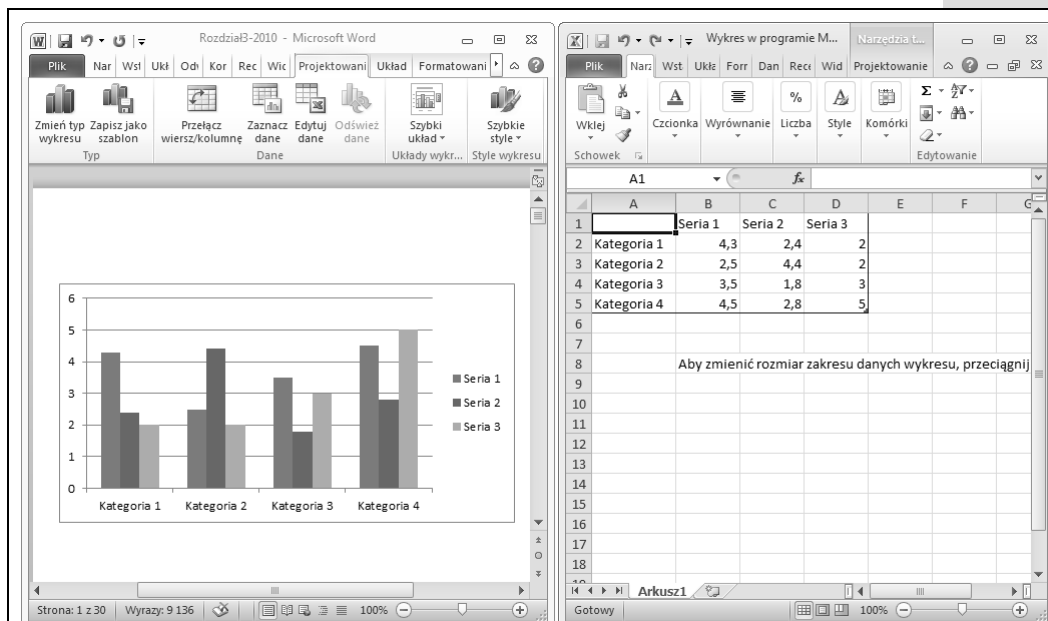 Rozdział3-2010 - Microsoft Word
Plik Nar Wst Ukł Odv Kor Rec Wic Projektowani Układ Formatowani
Zmień typ wykresu
Zapisz jako szablon
Przełącz wiersz/kolumnę
Zaznacz dane
Edytuj dane
Odśwież dane
Szybki układ
Szybkie style
Typ Dane Układy wykr... Style wykresu
6
5
4
3
2
1
0
Kategoria 1 Kategoria 2 Kategoria 3 Kategoria 4
Seria 1
Seria 2
Seria 3
Strona: 1 z 30 Wyrazy: 9 136 100%
Wykres w programie M... Narzędzia t...
Plik Narz Wst Ukła Forr Dan Rece Wid Projektowanie
Wklej
Czcionka Wyrównanie Liczba Style Komórki
Schowek Edytowanie
A1 fx
A B C D E F G
1 Seria 1 Seria 2 Seria 3
2 Kategoria 1 4,3 2,4 2
3 Kategoria 2 2,5 4,4 2
4 Kategoria 3 3,5 1,8 3
5 Kategoria 4 4,5 2,8 5
6
7
8 Aby zmienić rozmiar zakresu danych wykresu, przeciągnij
9
10
11
12
13
14
15
16
17
18
Arkusz1
Gotowy 100%